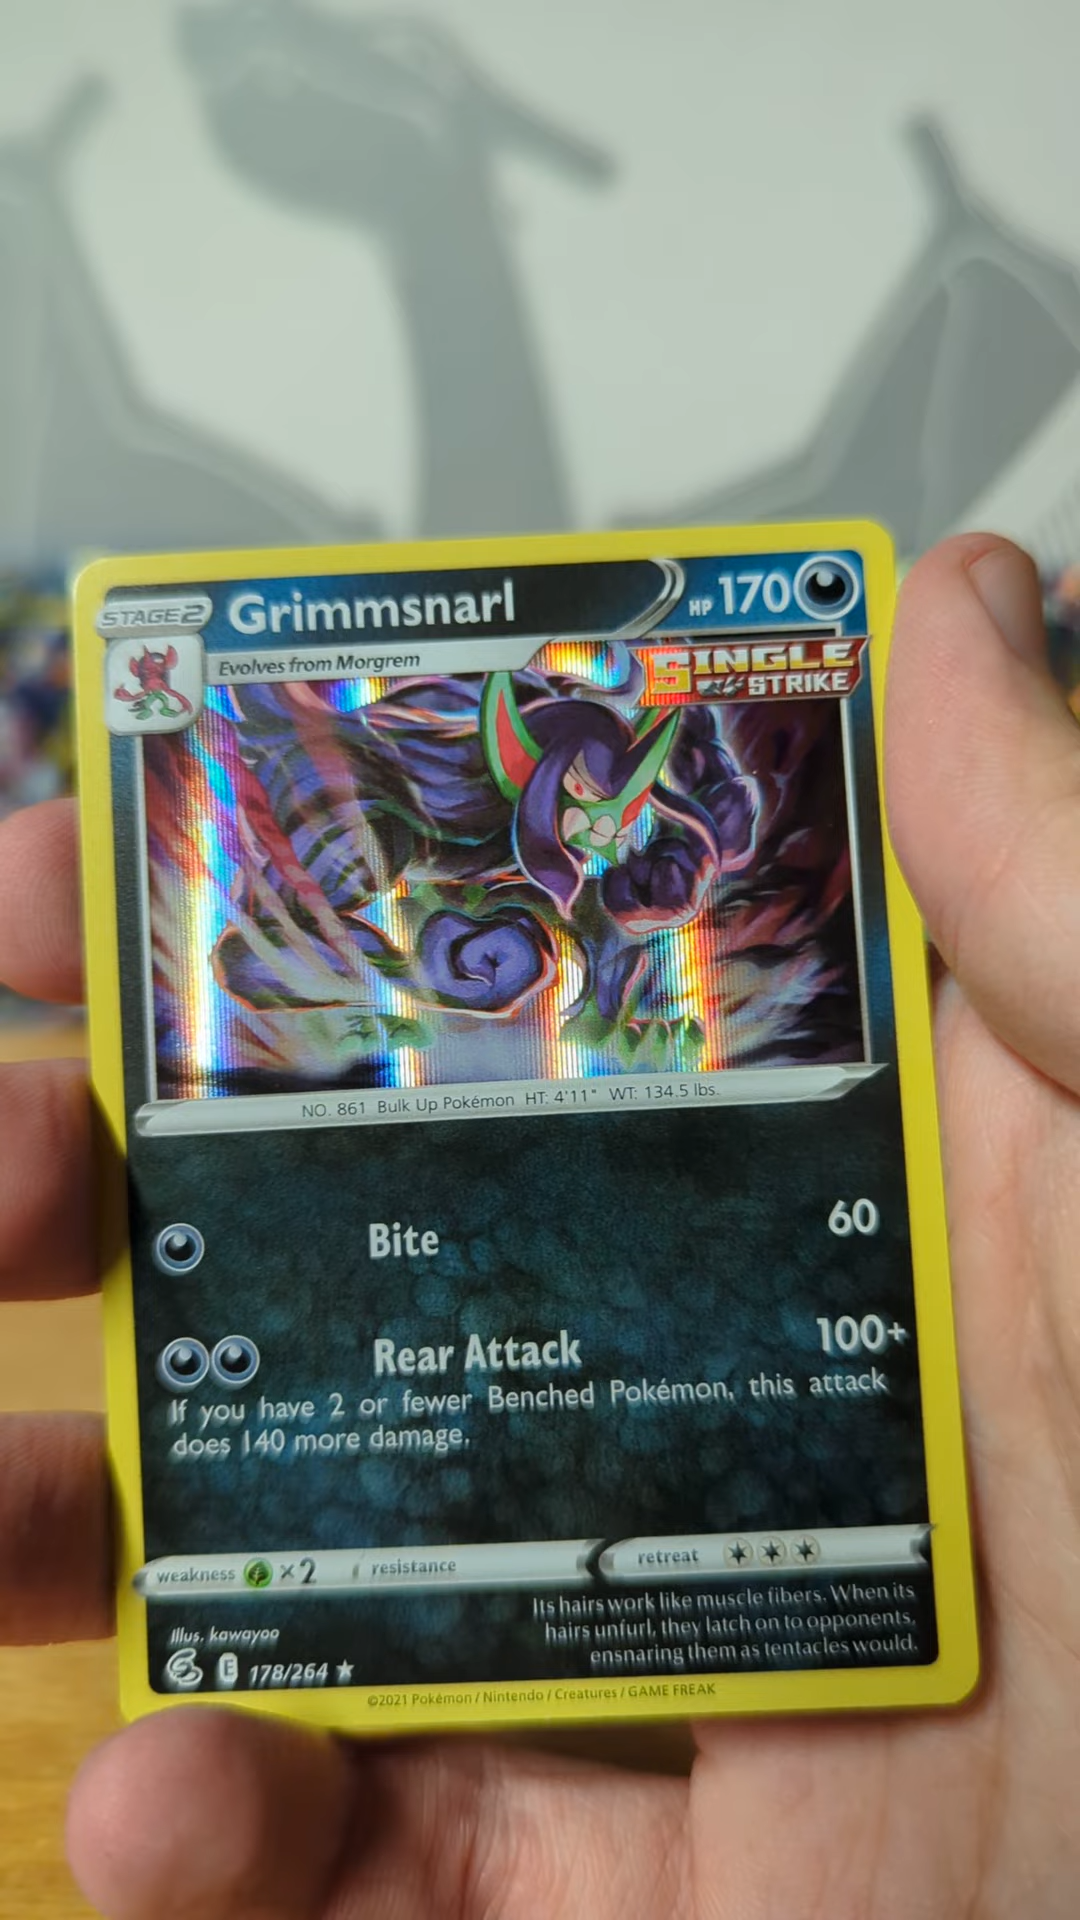 STAGE 2 Grimmsnarl HP 170
Evolves from Morgrem
SINGLE
STRIKE
NO. 861 Bulk Up Pokémon HT: 4'11" WT: 134.5 lbs.
Bite 60
Rear Attack 100+
If you have 2 or fewer Benched Pokémon, this attack
does 140 more damage.
weakness ×2 resistance retreat
Its hairs work like muscle fibers. When its
hairs unfurl, they latch on to opponents,
ensnaring them as tentacles would.
Illus. kawayoo
E 178/264 ★
©2021 Pokémon / Nintendo / Creatures / GAME FREAK